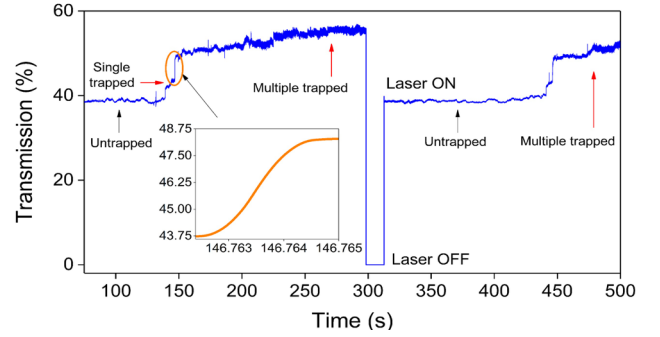 60
40
20
0
Transmission (%)
Single
trapped
Untrapped
Multiple trapped
Laser ON
Untrapped
Multiple trapped
Laser OFF
48.75
47.50
46.25
45.00
43.75
146.763 146.764 146.765
100 150 200 250 300 350 400 450 500
Time (s)